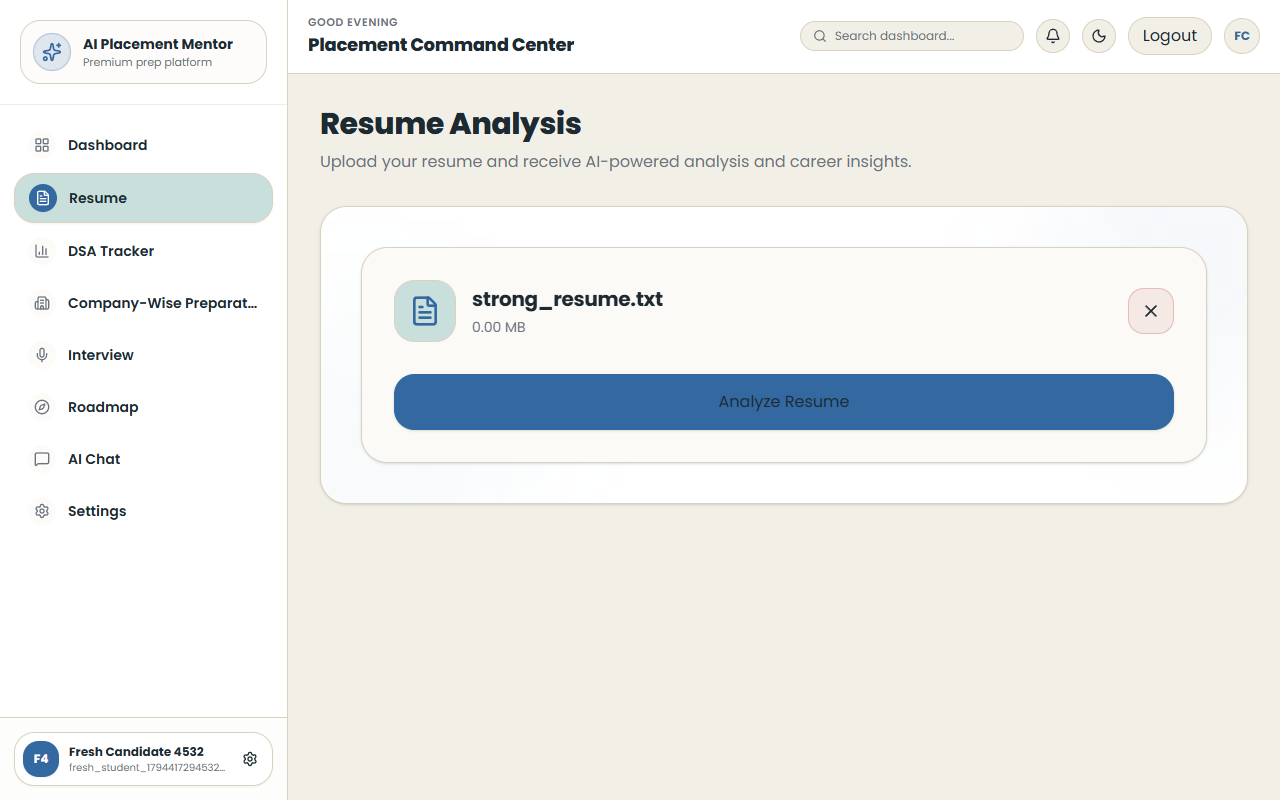 AI Placement Mentor
Premium prep platform
Dashboard
Resume
DSA Tracker
Company-Wise Preparat...
Interview
Roadmap
AI Chat
Settings
F4
Fresh Candidate 4532
fresh_student_1794417294532...
GOOD EVENING
Placement Command Center
Search dashboard...
Logout
FC
Resume Analysis
Upload your resume and receive AI-powered analysis and career insights.
strong_resume.txt
0.00 MB
Analyze Resume